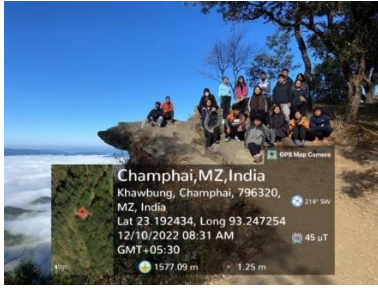 GPS Map Camera
Champhai,MZ,India
Khawbung, Champhai, 796320,
MZ, India
Lat 23.192434, Long 93.247254
12/10/2022 08:31 AM
GMT+05:30
214° SW
45 µT
1577.09 m
1.25 m